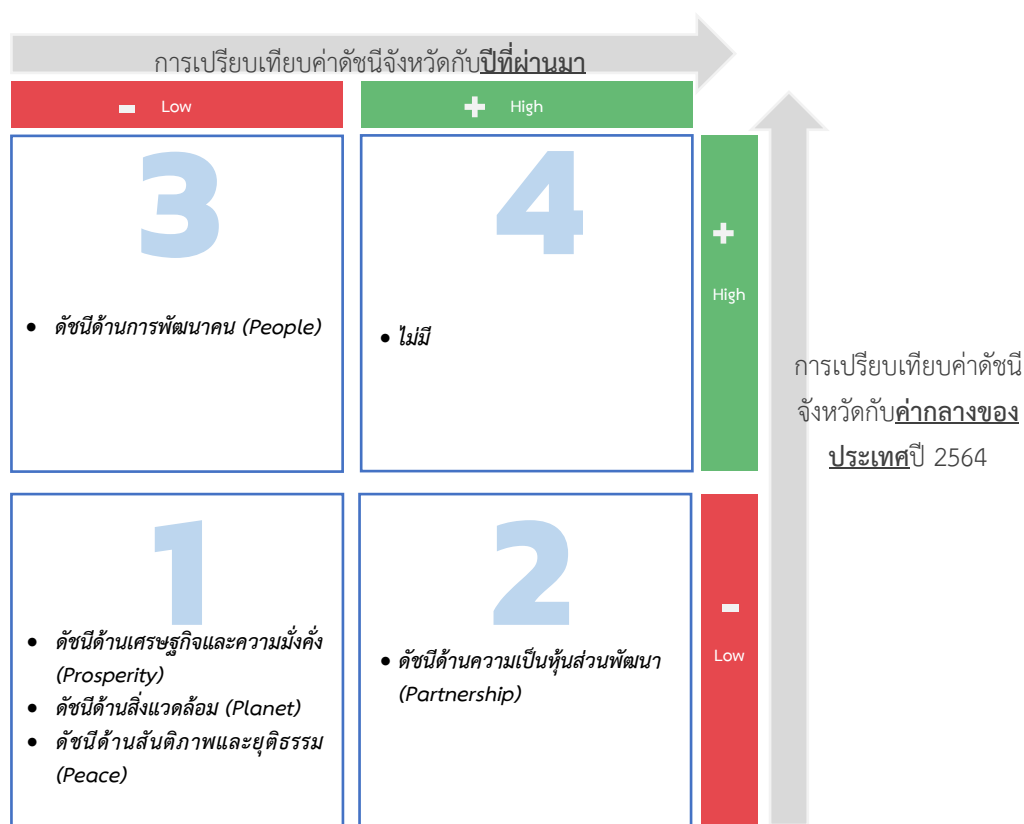 การเปรียบเทียบค่าดัชนีจังหวัดกับปีที่ผ่านมา
- Low
+ High
3
4
+
High
• ดัชนีด้านการพัฒนาคน (People)
• ไม่มี
การเปรียบเทียบค่าดัชนี
จังหวัดกับค่ากลางของ
ประเทศปี 2564
1
2
-
Low
• ดัชนีด้านเศรษฐกิจและความมั่งคั่ง
(Prosperity)
• ดัชนีด้านสิ่งแวดล้อม (Planet)
• ดัชนีด้านสันติภาพและยุติธรรม
(Peace)
• ดัชนีด้านความเป็นหุ้นส่วนพัฒนา
(Partnership)